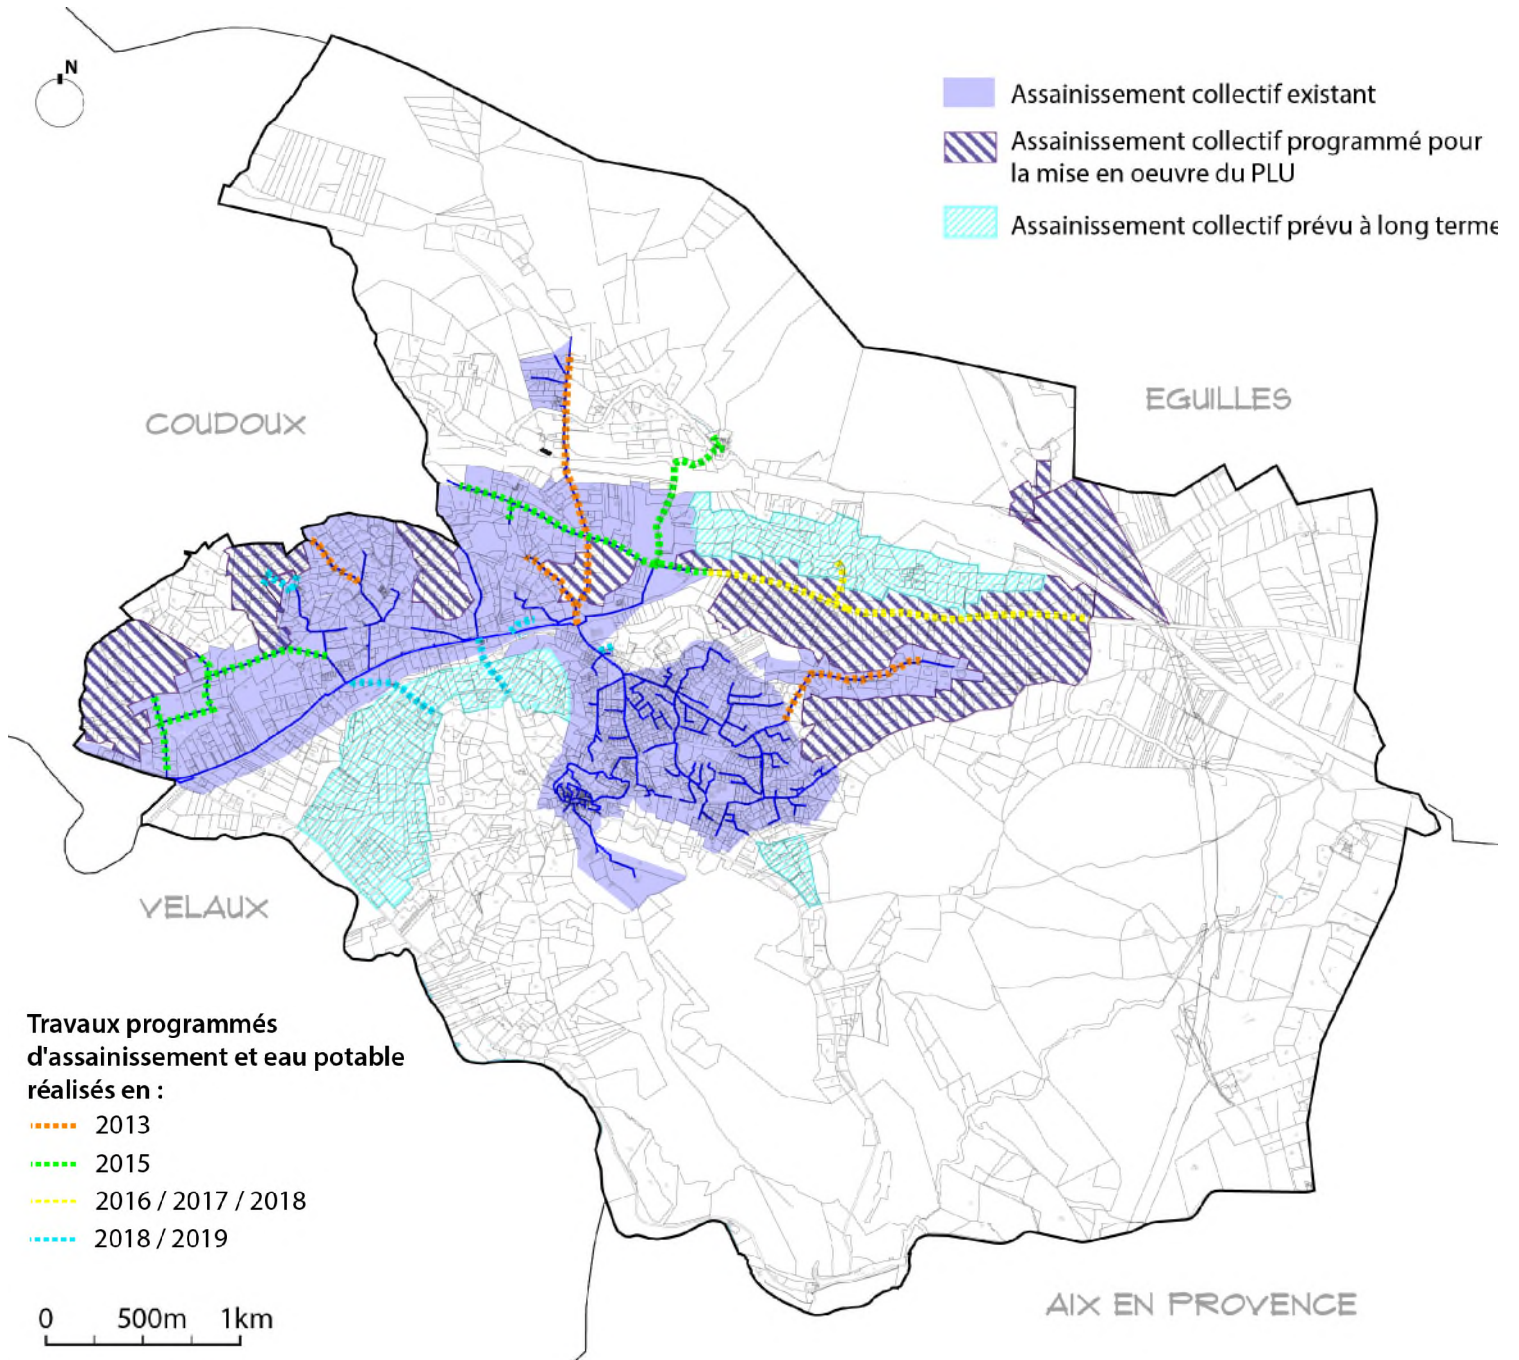 N
Assainissement collectif existant
Assainissement collectif programmé pour
la mise en oeuvre du PLU
Assainissement collectif prévu à long terme
EGUILLES
COUDOUX
VELAUX
Travaux programmés
d'assainissement et eau potable
réalisés en :
2013
2015
2016 / 2017 / 2018
2018 / 2019
0 500m 1km
AIX EN PROVENCE